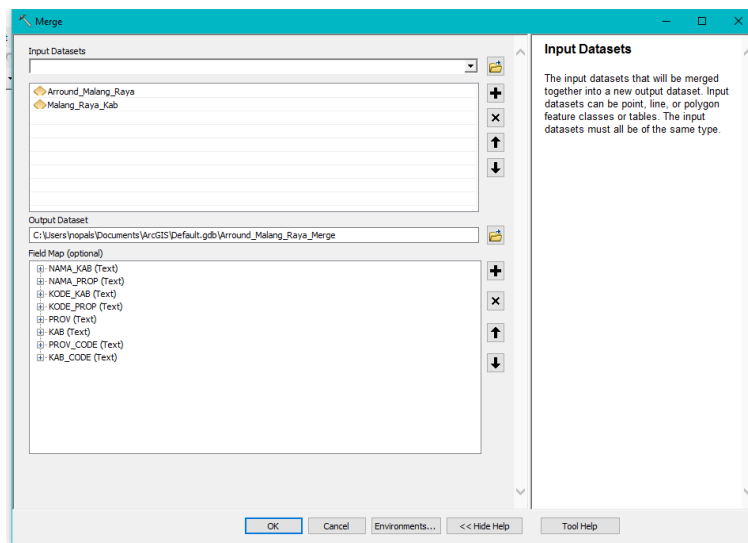 Merge
Input Datasets
Arround_Malang_Raya
Malang_Raya_Kab
Output Dataset
C:\Users\nopals\Documents\ArcGIS\Default.gdb\Arround_Malang_Raya_Merge
Field Map (optional)
NAMA_KAB (Text)
NAMA_PROP (Text)
KODE_KAB (Text)
KODE_PROP (Text)
PROV (Text)
KAB (Text)
PROV_CODE (Text)
KAB_CODE (Text)
OK
Cancel
Environments...
<< Hide Help
Tool Help
Input Datasets
The input datasets that will be merged
together into a new output dataset. Input
datasets can be point, line, or polygon
feature classes or tables. The input
datasets must all be of the same type.